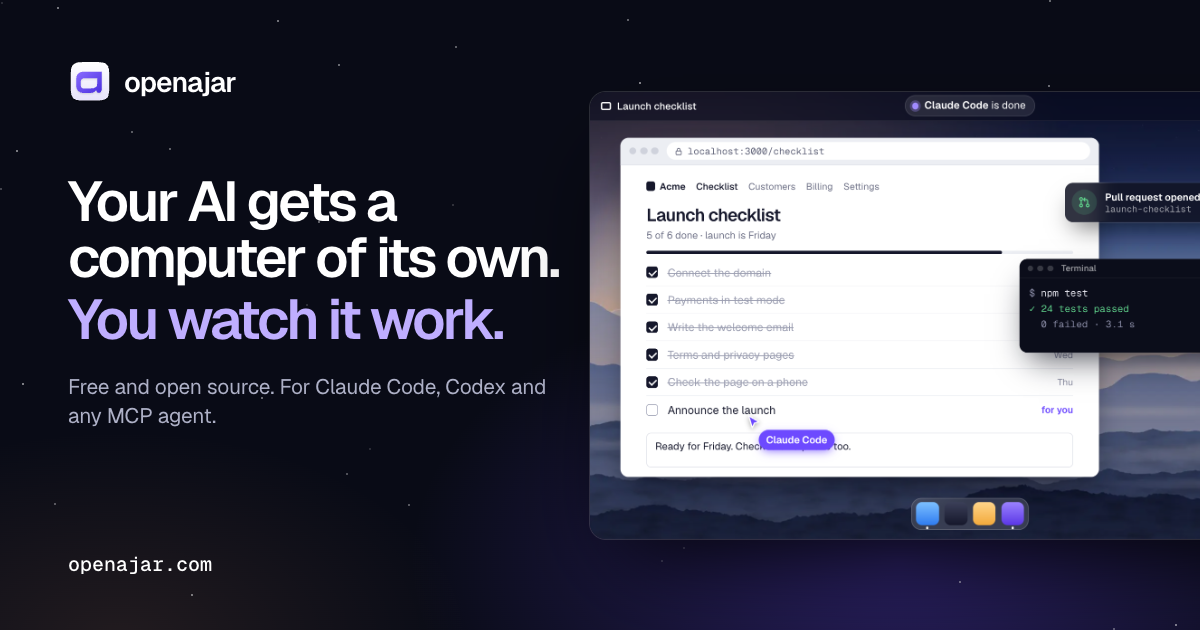 openajar
Your AI gets a
computer of its own.
You watch it work.
Free and open source. For Claude Code, Codex and
any MCP agent.
openajar.com
Launch checklist
Claude Code is done
localhost:3000/checklist
Acme Checklist Customers Billing Settings
Launch checklist
5 of 6 done · launch is Friday
Connect the domain
Payments in test mode
Write the welcome email
Terms and privacy pages
Wed
Check the page on a phone
Thu
Announce the launch
for you
Ready for Friday. too.
Claude Code
Pull request opened
launch-checklist
Terminal
$ npm test
✓ 24 tests passed
0 failed · 3.1 s